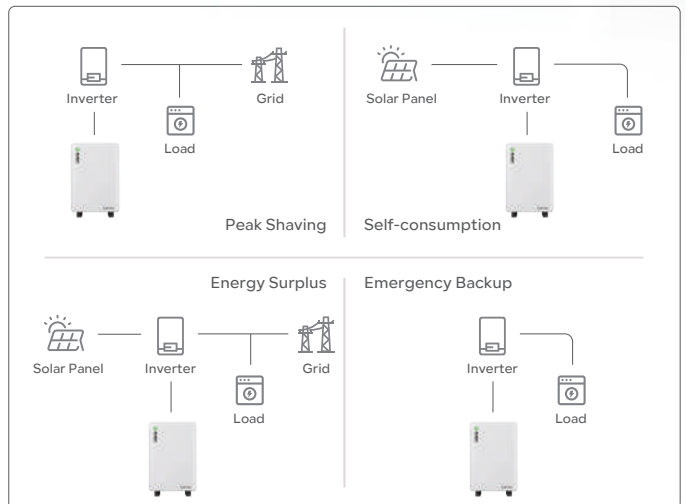 Inverter
Grid
Load
Peak Shaving
Solar Panel
Inverter
Load
Self-consumption
Energy Surplus
Solar Panel
Inverter
Grid
Load
Emergency Backup
Inverter
Load